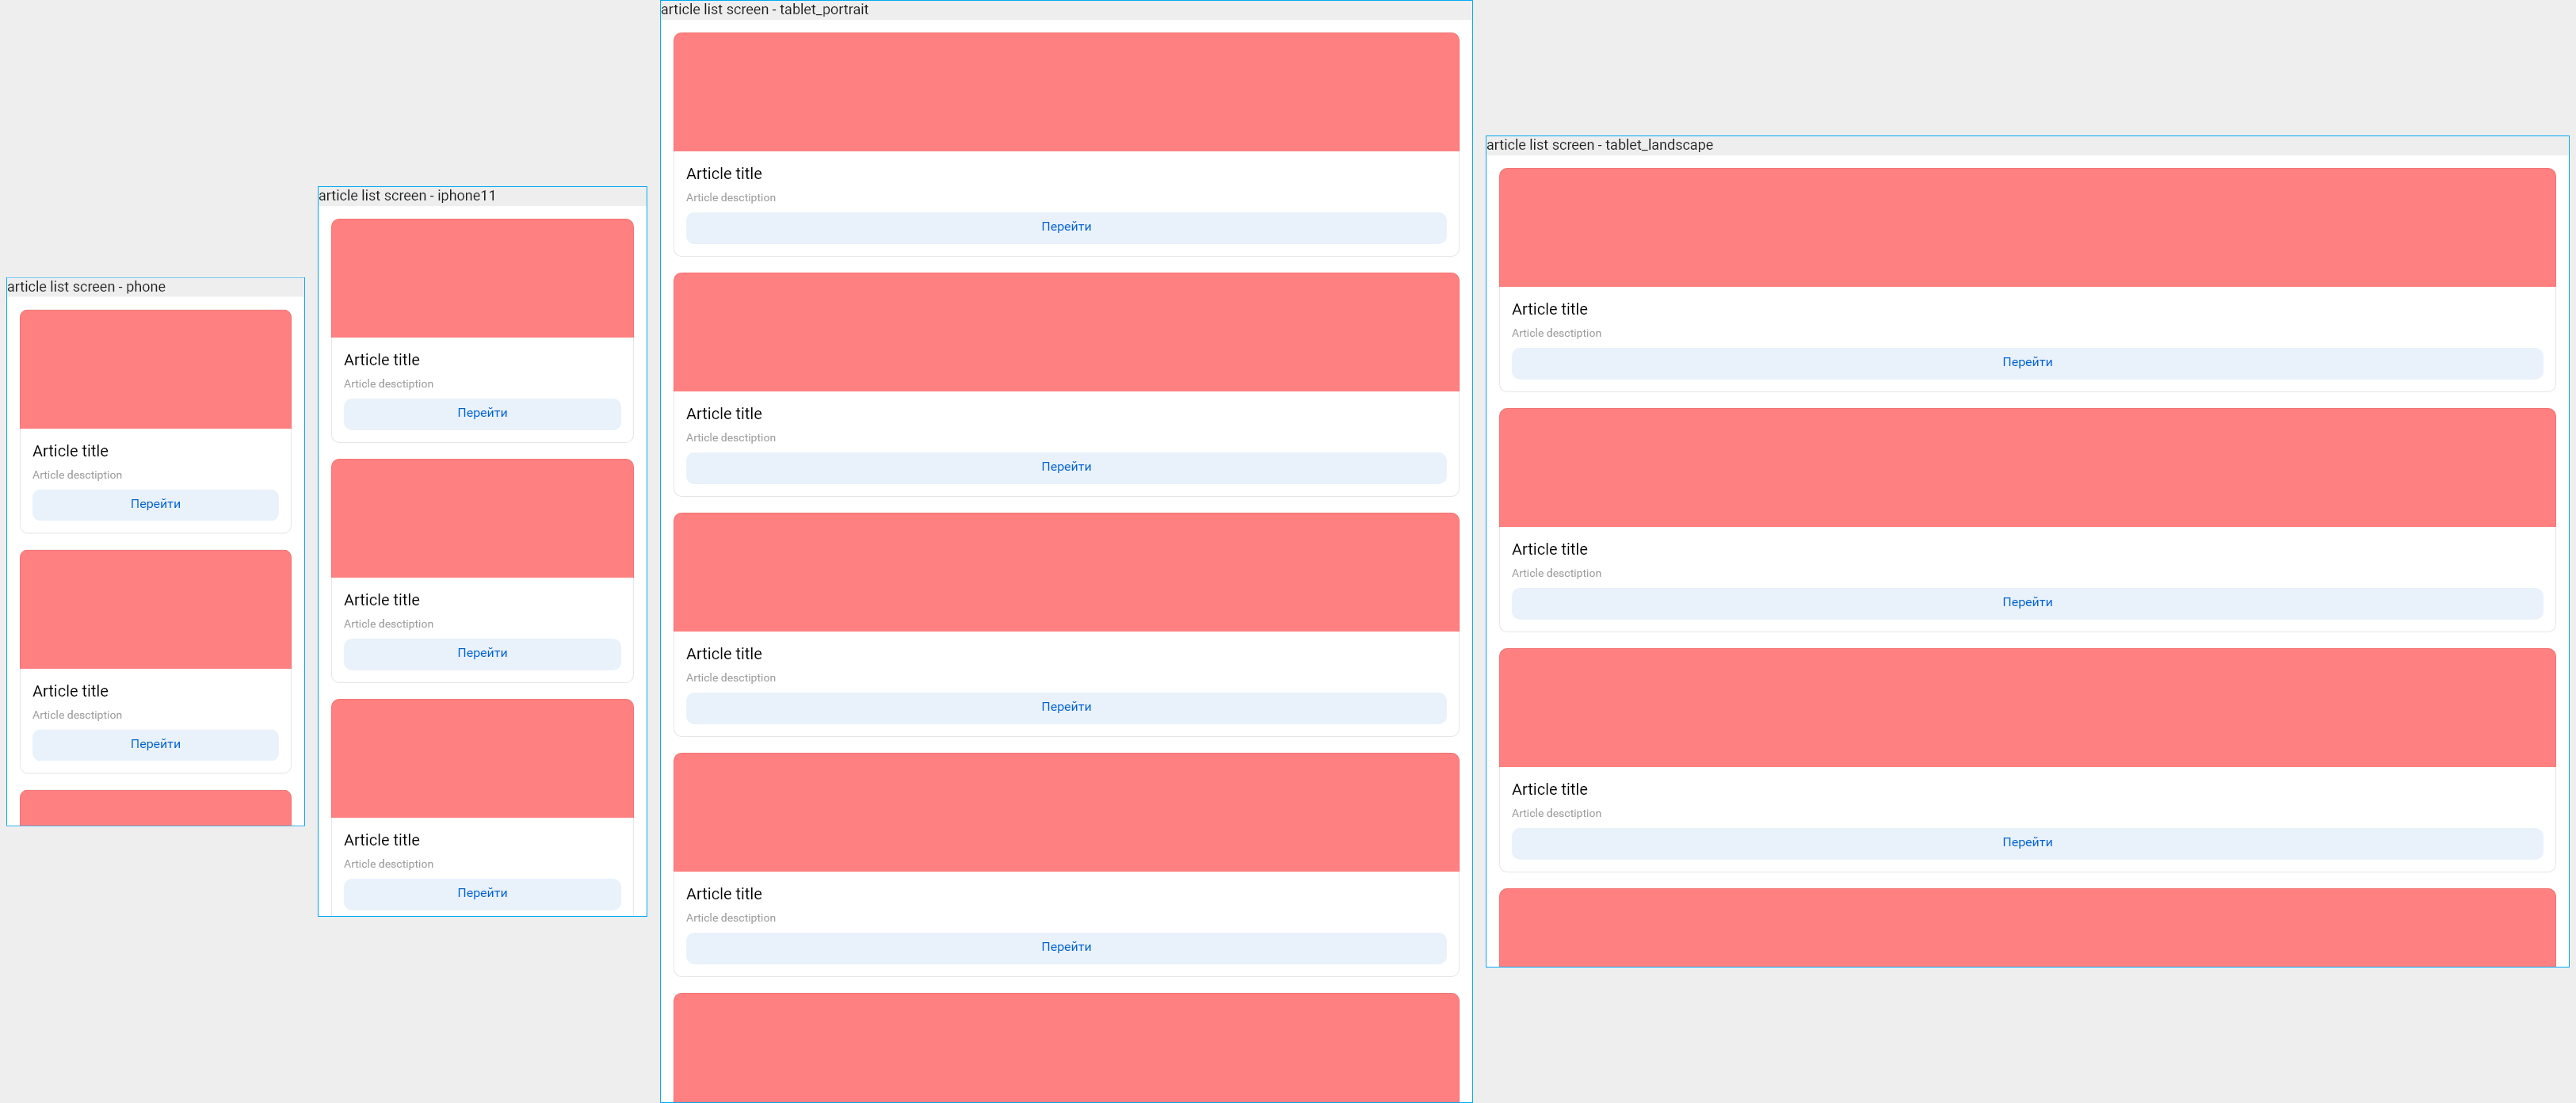 article list screen - phone
Article title
Article desctiption
Перейти
Article title
Article desctiption
Перейти
article list screen - iphone11
Article title
Article desctiption
Перейти
Article title
Article desctiption
Перейти
Article title
Article desctiption
Перейти
article list screen - tablet_portrait
Article title
Article desctiption
Перейти
Article title
Article desctiption
Перейти
Article title
Article desctiption
Перейти
Article title
Article desctiption
Перейти
article list screen - tablet_landscape
Article title
Article desctiption
Перейти
Article title
Article desctiption
Перейти
Article title
Article desctiption
Перейти